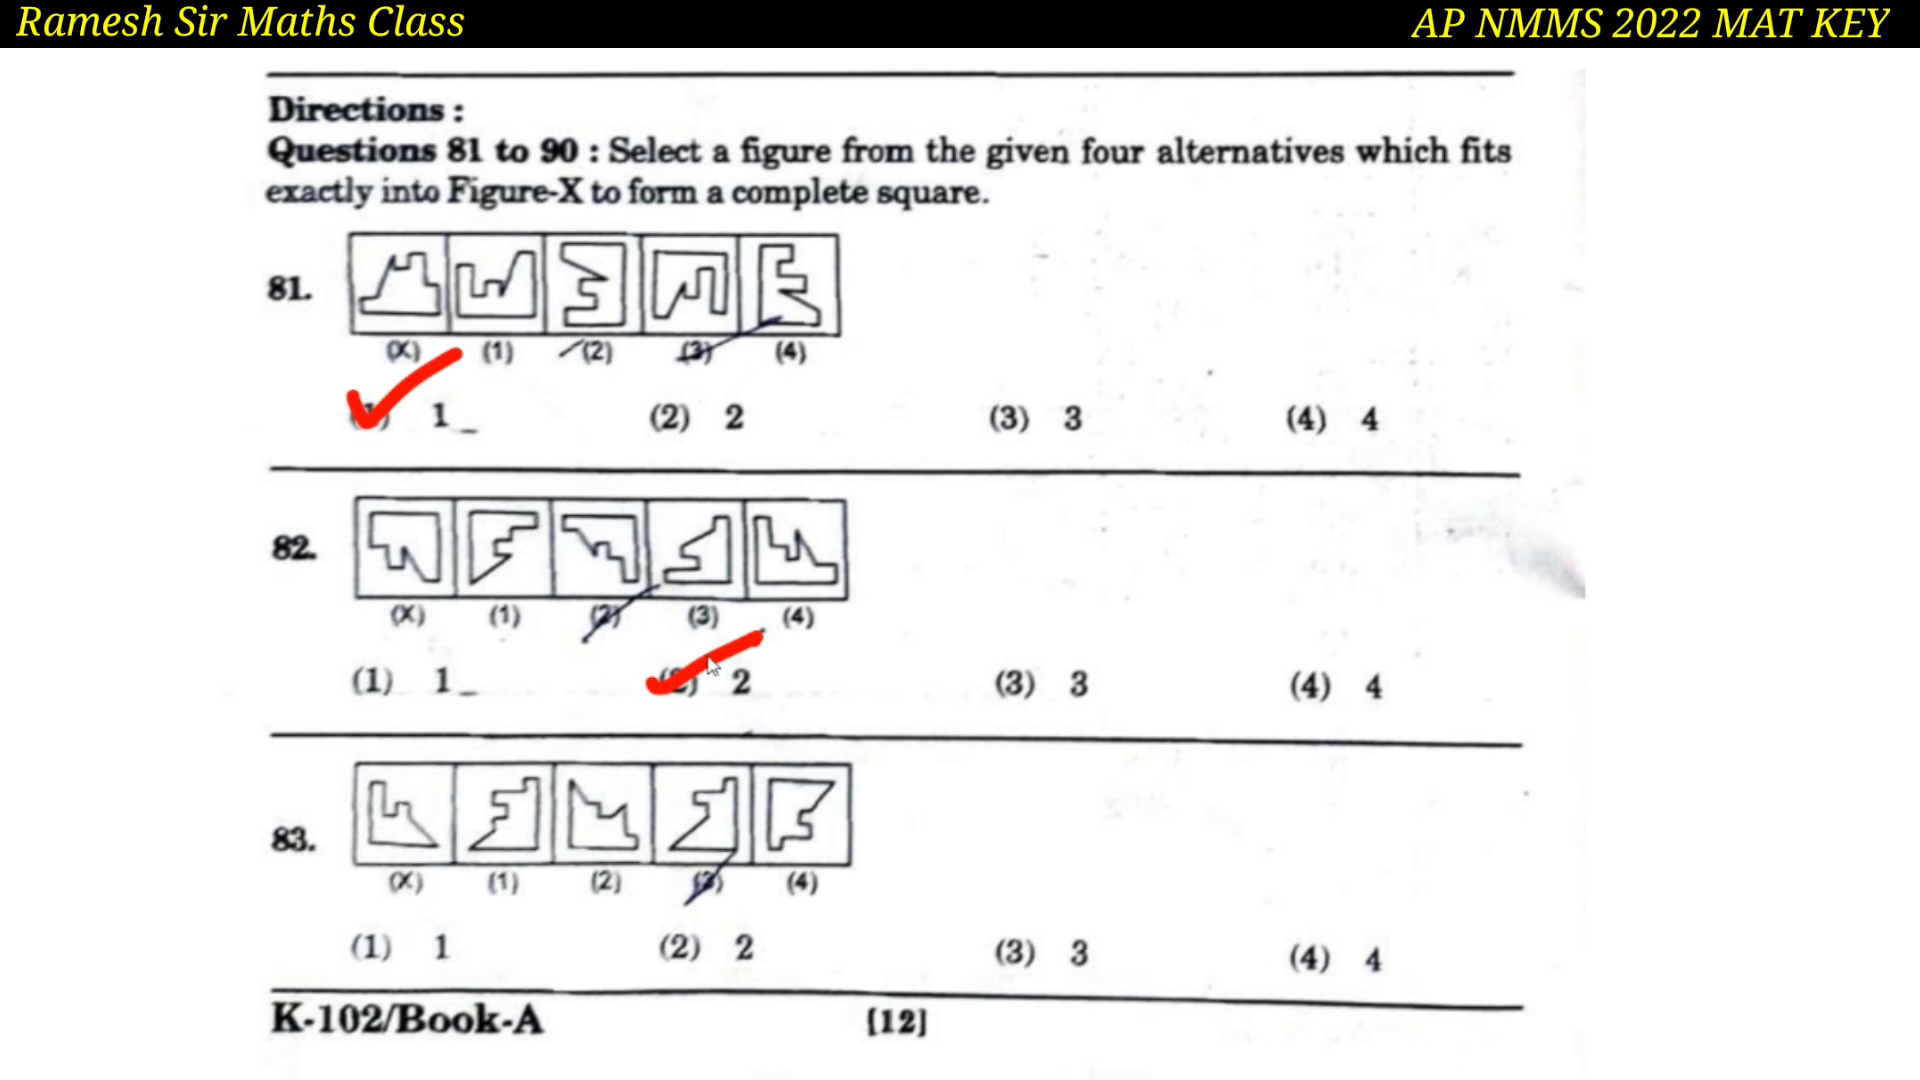 Ramesh Sir Maths Class
AP NMMS 2022 MAT KEY
Directions :
Questions 81 to 90 : Select a figure from the given four alternatives which fits
exactly into Figure-X to form a complete square.
81.
(X) (1) (2) (3) (4)
(1) 1 (2) 2 (3) 3 (4) 4
82.
(X) (1) (2) (3) (4)
(1) 1 (2) 2 (3) 3 (4) 4
83.
(X) (1) (2) (3) (4)
(1) 1 (2) 2 (3) 3 (4) 4
K-102/Book-A [12]